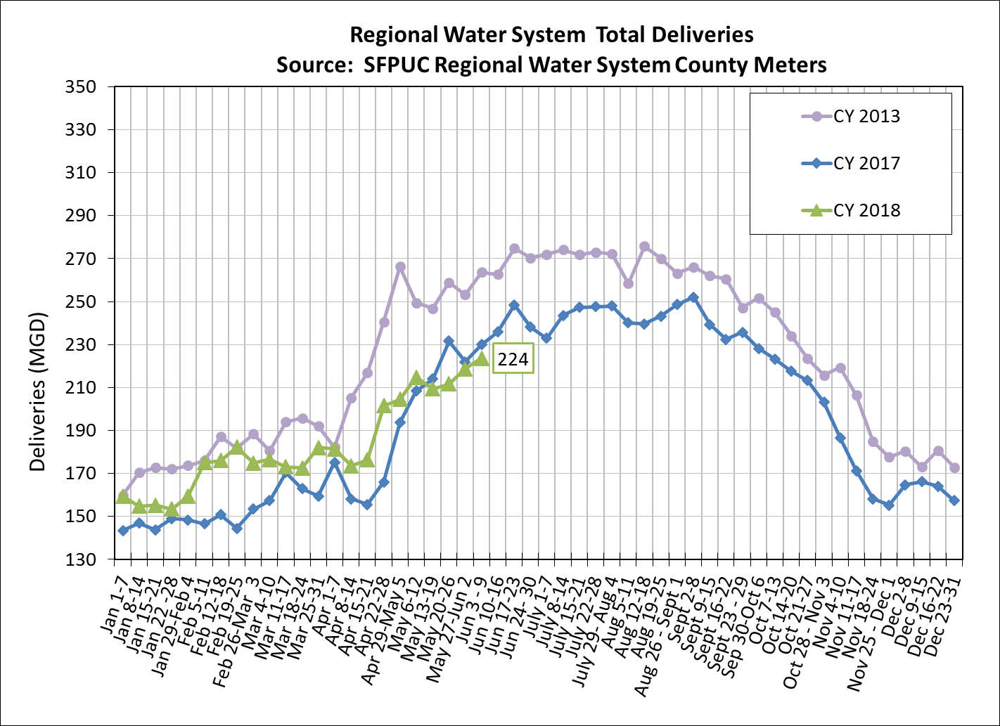 Regional Water System  Total Deliveries
Source:  SFPUC Regional Water System County Meters
350
330
310
290
270
250
230
210
190
170
150
130
Deliveries (MGD)
CY 2013
CY 2017
CY 2018
224
Jan 1-7
Jan 8-14
Jan 15-21
Jan 22 -28
Jan 29-Feb 4
Feb 5-11
Feb 12-18
Feb 19-25
Feb 26-Mar 3
Mar 4-10
Mar 11-17
Mar 18-24
Mar 25-31
Apr 1-7
Apr 8-14
Apr 15-21
Apr 22-28
Apr 29-May 5
May 6-12
May 13-19
May 20-26
May 27-Jun 2
Jun 3 - 9
Jun 10-16
Jun 17-23
Jun 24- 30
July 1-7
July 8-14
July 15-21
July 22-28
July 29- Aug 4
Aug 5-11
Aug 12-18
Aug 19-25
Aug 26 - Sept 1
Sept 2-8
Sept 9-15
Sept 16-22
Sept 23 - 29
Sep 30-Oct 6
Oct 7-13
Oct 14-20
Oct 21-27
Oct 28 - Nov 3
Nov 4-10
Nov 11-17
Nov 18-24
Nov 25 - Dec 1
Dec 2-8
Dec 9-15
Dec 16-22
Dec 23-31